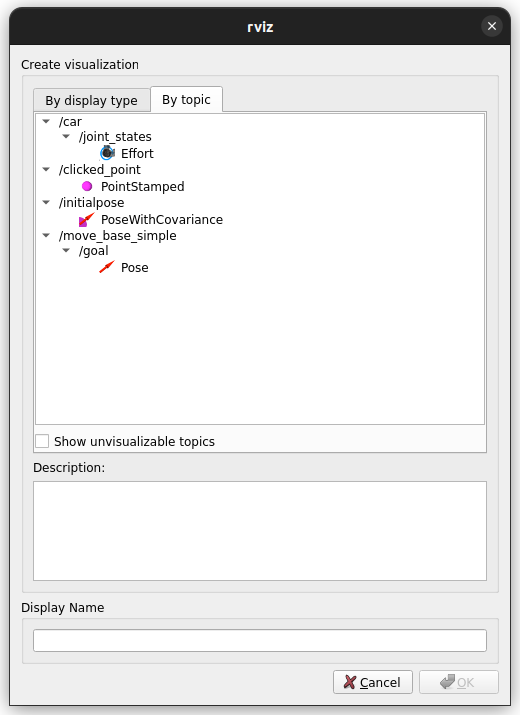 rviz
Create visualization
By display type
By topic
/car
/joint_states
Effort
/clicked_point
PointStamped
/initialpose
PoseWithCovariance
/move_base_simple
/goal
Pose
Show unvisualizable topics
Description:
Display Name
Cancel
OK